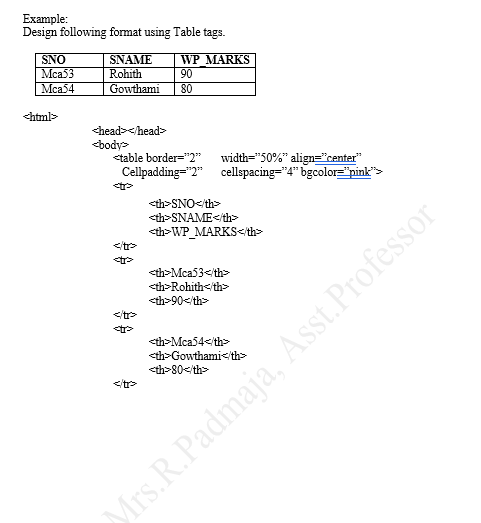 Example:
Design following format using Table tags.
SNO SNAME WP_MARKS
Mca53 Rohith 90
Mca54 Gowthami 80
<html>
<head></head>
<body>
<table border=”2” width=”50%” align=”center”
Cellpadding=”2” cellspacing=”4” bgcolor=”pink”>
<tr>
<th>SNO</th>
<th>SNAME</th>
<th>WP_MARKS</th>
</tr>
<tr>
<th>Mca53</th>
<th>Rohith</th>
<th>90</th>
</tr>
<tr>
<th>Mca54</th>
<th>Gowthami</th>
<th>80</th>
</tr>
Mrs.R.Padmaja, Asst.Professor